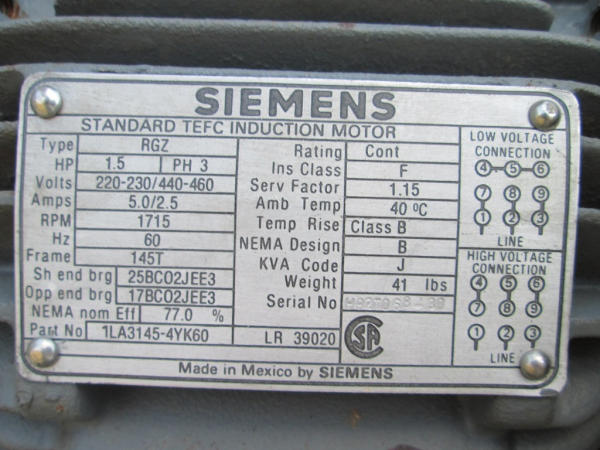 SIEMENS
STANDARD TEFC INDUCTION MOTOR
Type RGZ
HP 1.5 PH 3
Volts 220-230/440-460
Amps 5.0/2.5
RPM 1715
Hz 60
Frame 145T
Sh end brg 25BC02JEE3
Opp end brg 17BC02JEE3
NEMA nom Eff 77.0 %
Part No 1LA3145-4YK60
LR 39020
Rating Cont
Ins Class F
Serv Factor 1.15
Amb Temp 40 ºC
Temp Rise Class B
NEMA Design B
KVA Code J
Weight 41 lbs
Serial No
SA
LOW VOLTAGE
CONNECTION
4 5 6
7 8 9
1 2 3
LINE
HIGH VOLTAGE
CONNECTION
4 5 6
7 8 9
1 2 3
LINE
Made in Mexico by SIEMENS